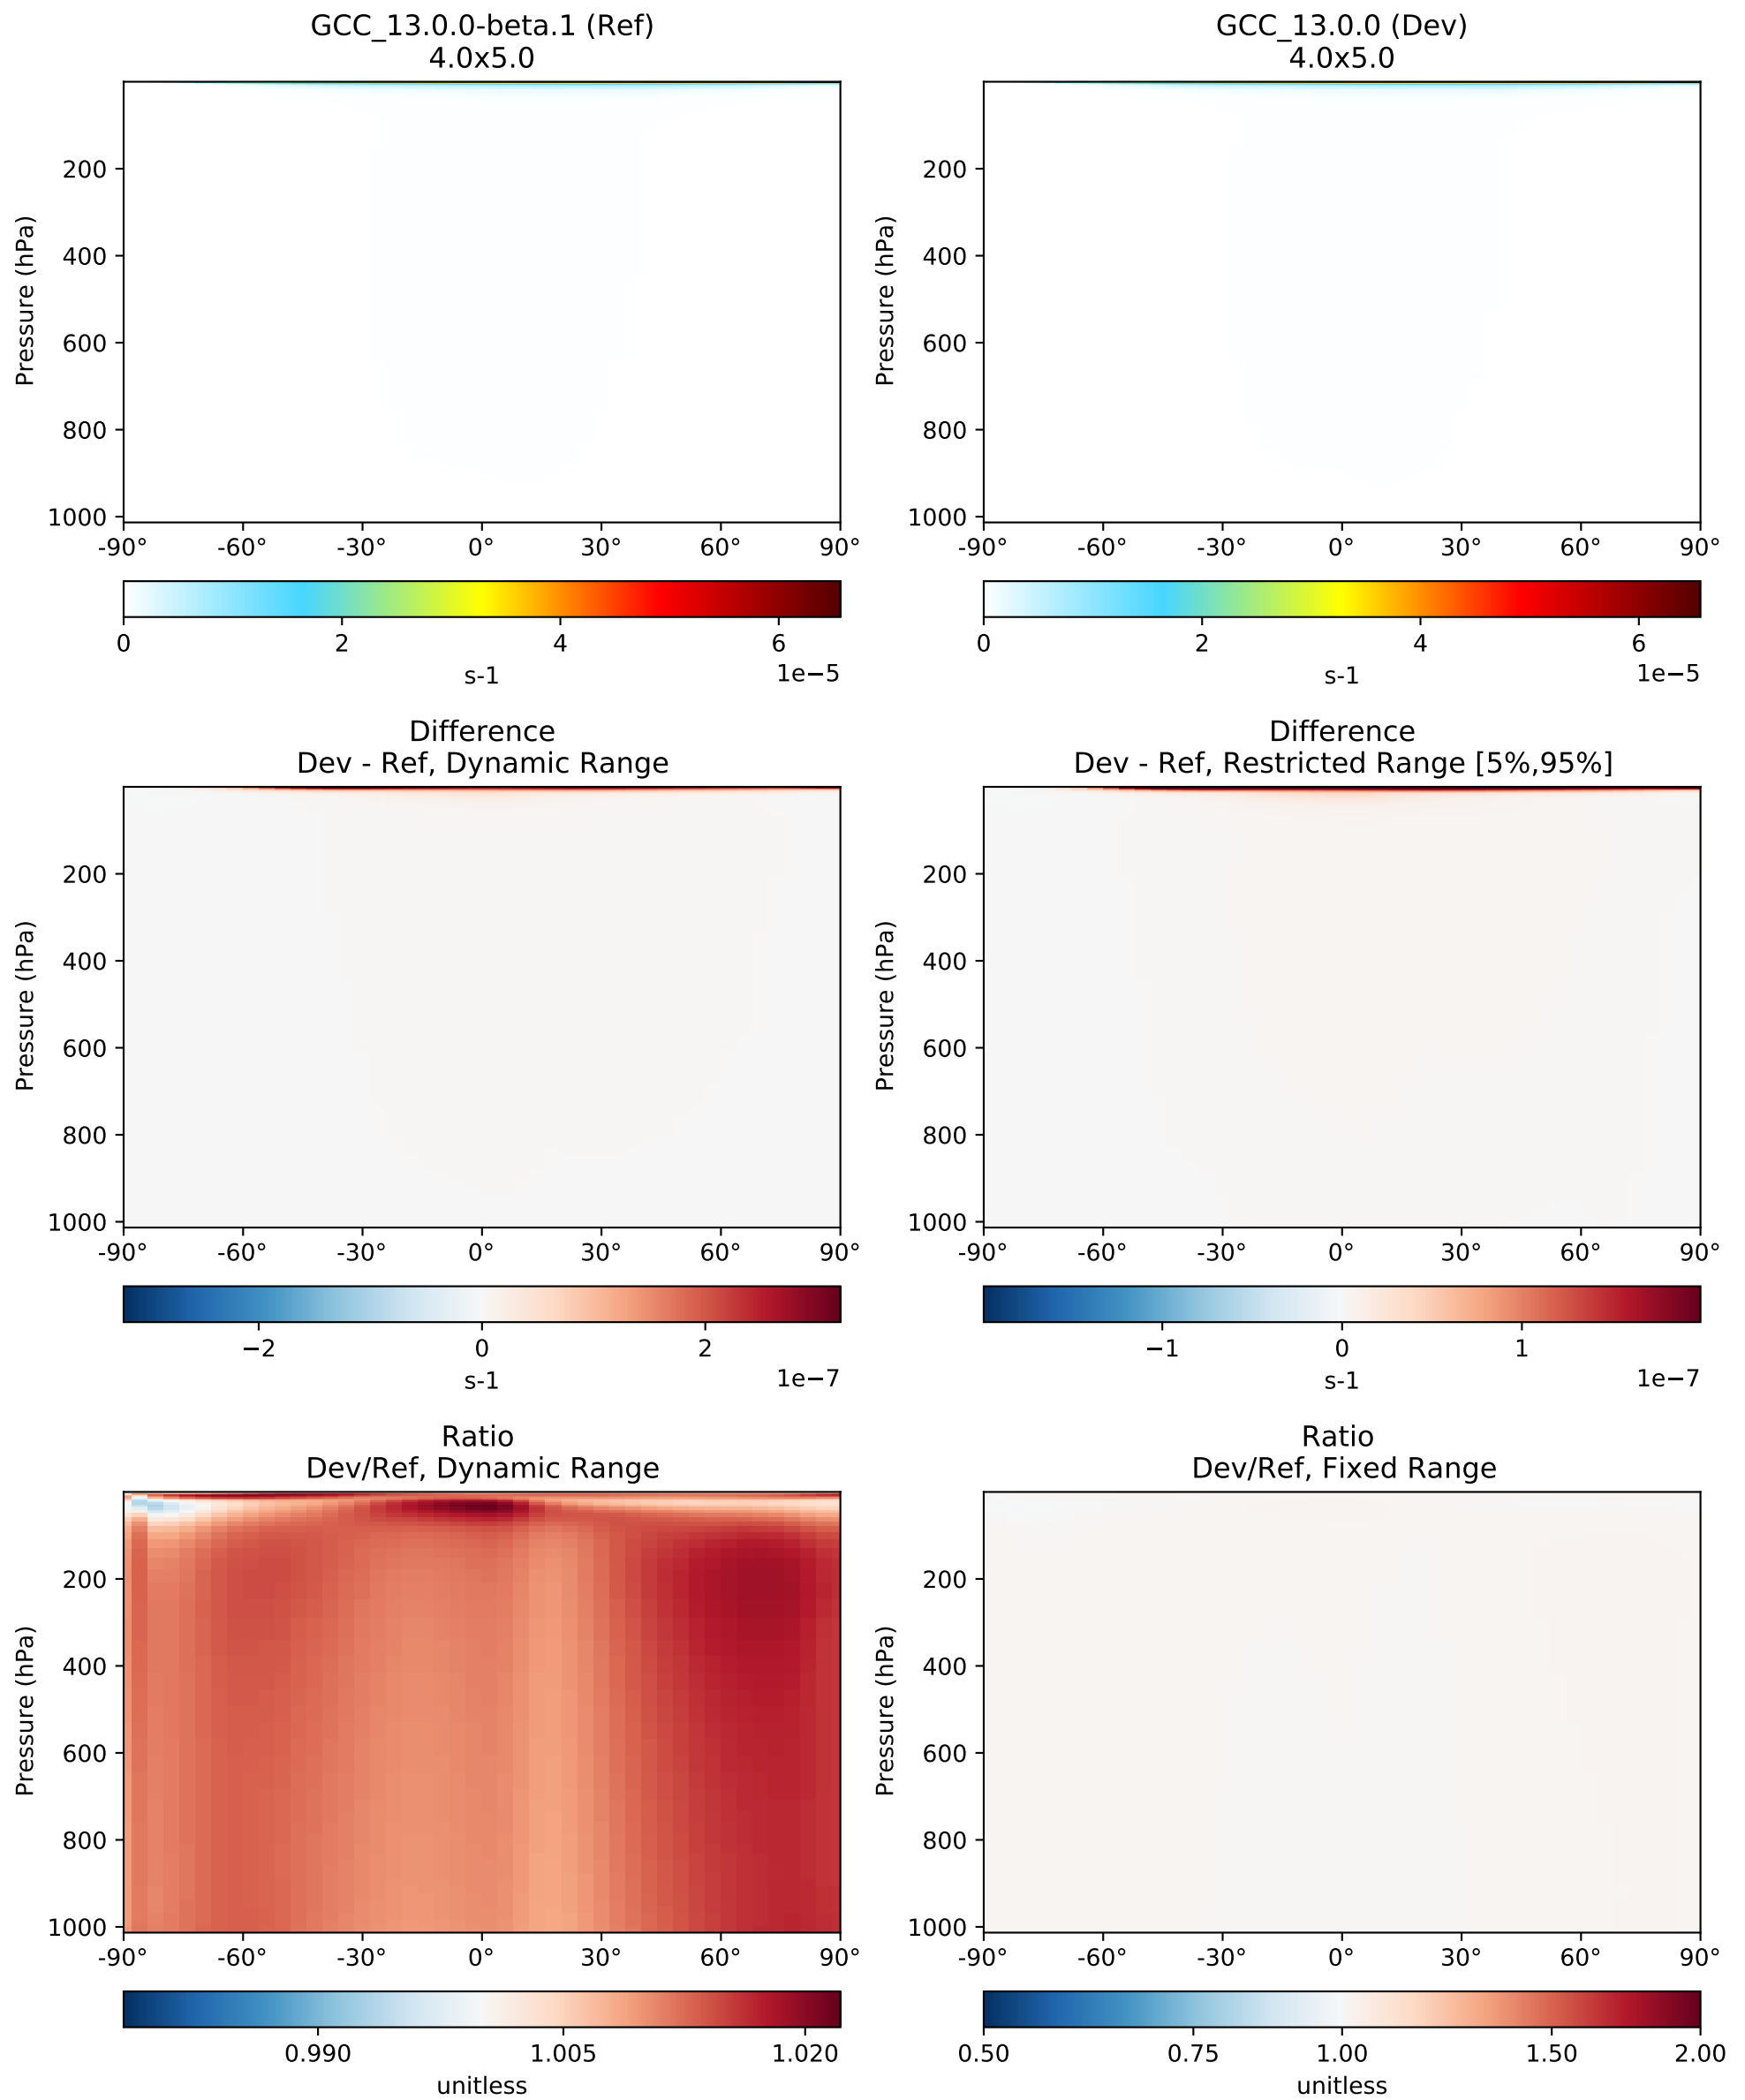 GCC_13.0.0-beta.1 (Ref)
4.0x5.0
Pressure (hPa)
200
400
600
800
1000
-90° -60° -30° 0° 30° 60° 90°
0 2 4 6
s-1
1e−5
GCC_13.0.0 (Dev)
4.0x5.0
Pressure (hPa)
200
400
600
800
1000
-90° -60° -30° 0° 30° 60° 90°
0 2 4 6
s-1
1e−5
Difference
Dev - Ref, Dynamic Range
Pressure (hPa)
200
400
600
800
1000
-90° -60° -30° 0° 30° 60° 90°
−2 0 2
s-1
1e−7
Difference
Dev - Ref, Restricted Range [5%,95%]
Pressure (hPa)
200
400
600
800
1000
-90° -60° -30° 0° 30° 60° 90°
−1 0 1
s-1
1e−7
Ratio
Dev/Ref, Dynamic Range
Pressure (hPa)
200
400
600
800
1000
-90° -60° -30° 0° 30° 60° 90°
0.990 1.005 1.020
unitless
Ratio
Dev/Ref, Fixed Range
Pressure (hPa)
200
400
600
800
1000
-90° -60° -30° 0° 30° 60° 90°
0.50 0.75 1.00 1.50 2.00
unitless